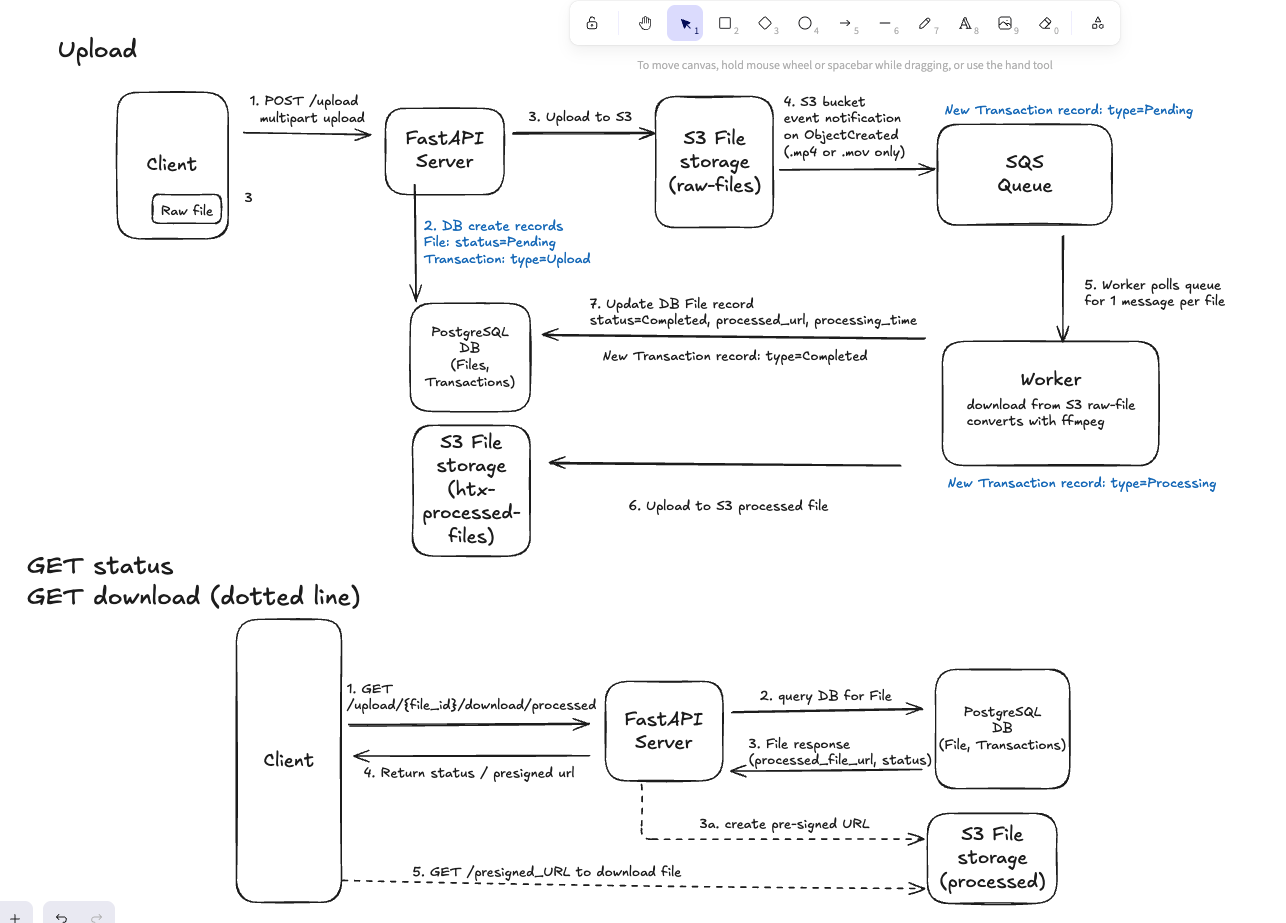 1
2
3
4
5
6
7
8
9
0
To move canvas, hold mouse wheel or spacebar while dragging, or use the hand tool
Upload
Client
Raw file
3
1. POST /upload
multipart upload
FastAPI
Server
3. Upload to S3
S3 File
storage
(raw-files)
4. S3 bucket
event notification
on ObjectCreated
(.mp4 or .mov only)
New Transaction record: type=Pending
SQS
Queue
2. DB create records
File: status=Pending
Transaction: type=Upload
5. Worker polls queue
for 1 message per file
7. Update DB File record
status=Completed, processed_url, processing_time
New Transaction record: type=Completed
PostgreSQL
DB
(Files,
Transactions)
Worker
download from S3 raw-file
converts with ffmpeg
New Transaction record: type=Processing
S3 File
storage
(htx-
processed-
files)
6. Upload to S3 processed file
GET status
GET download (dotted line)
Client
1. GET
/upload/{file_id}/download/processed
4. Return status / presigned url
FastAPI
Server
2. query DB for File
3. File response
(processed_file_url, status)
PostgreSQL
DB
(File, Transactions)
3a. create pre-signed URL
S3 File
storage
(processed)
5. GET /presigned_URL to download file